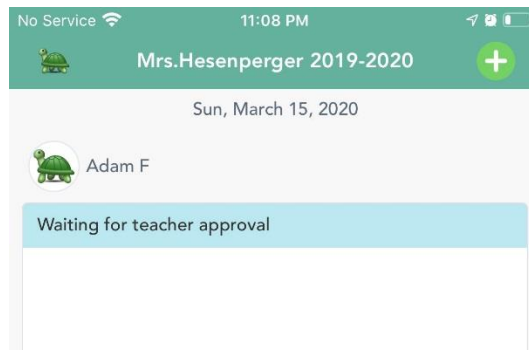 No Service 11:08 PM
Mrs.Hesenperger 2019-2020
Sun, March 15, 2020
Adam F
Waiting for teacher approval